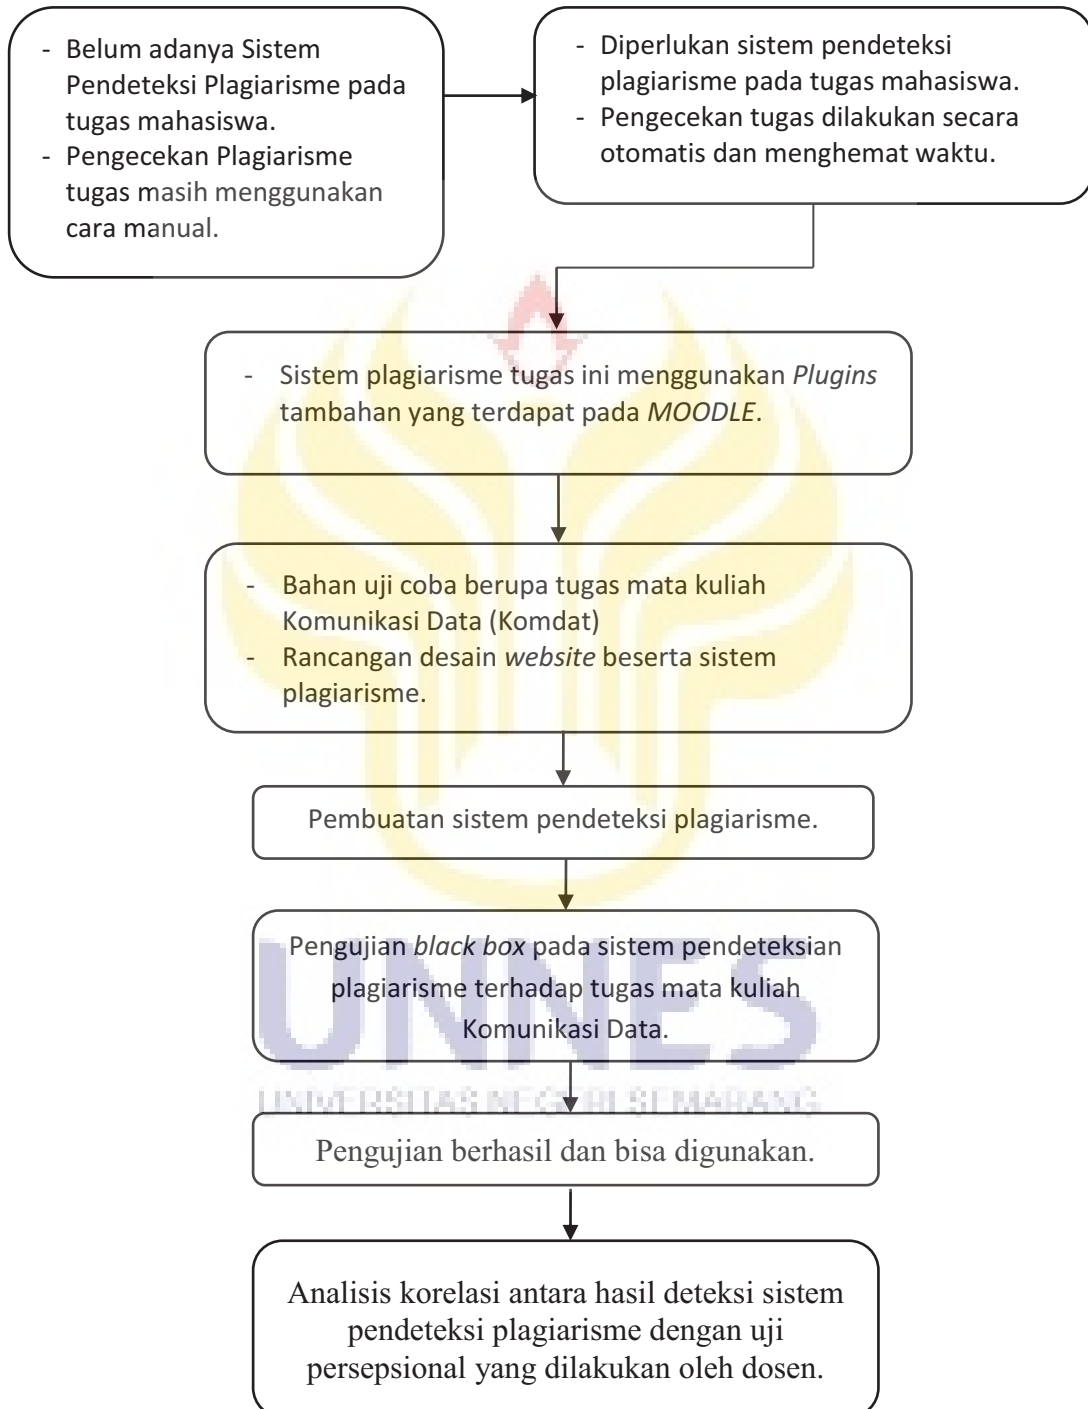 - Belum adanya Sistem
Pendeteksi Plagiarisme pada
tugas mahasiswa.
- Pengecekan Plagiarisme
tugas masih menggunakan
cara manual.
- Diperlukan sistem pendeteksi
plagiarisme pada tugas mahasiswa.
- Pengecekan tugas dilakukan secara
otomatis dan menghemat waktu.
- Sistem plagiarisme tugas ini menggunakan Plugins
tambahan yang terdapat pada MOODLE.
- Bahan uji coba berupa tugas mata kuliah
Komunikasi Data (Komdat)
- Rancangan desain website beserta sistem
plagiarisme.
Pembuatan sistem pendeteksi plagiarisme.
Pengujian black box pada sistem pendeteksian
plagiarisme terhadap tugas mata kuliah
Komunikasi Data.
UNNES
UNIVERSITAS NEGERI SEMARANG
Pengujian berhasil dan bisa digunakan.
Analisis korelasi antara hasil deteksi sistem
pendeteksi plagiarisme dengan uji
persepsional yang dilakukan oleh dosen.